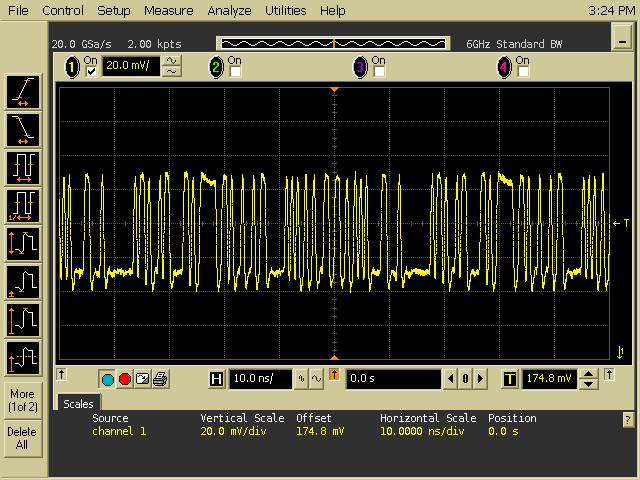 File Control Setup Measure Analyze Utilities Help 3:24 PM
20.0 GSa/s 2.00 kpts 6GHz Standard BW
1 On 20.0 mV/ 2 On 3 On 4 On
T
H 10.0 ns/ 0.0 s 0 T 174.8 mV
More
(1of 2)
Delete
All
Scales
Source Vertical Scale Offset Horizontal Scale Position
channel 1 20.0 mV/div 174.8 mV 10.0000 ns/div 0.0 s
?